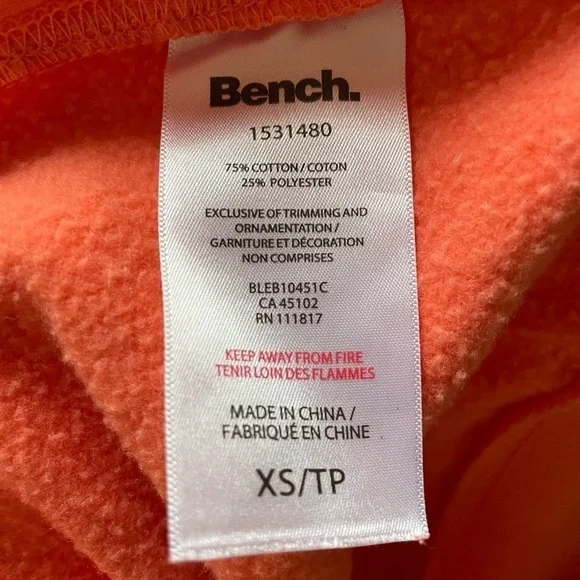 Bench.
1531480
75% COTTON / COTON
25% POLYESTER
EXCLUSIVE OF TRIMMING AND
ORNAMENTATION /
GARNITURE ET DÉCORATION
NON COMPRISES
BLEB10451C
CA 45102
RN 111817
KEEP AWAY FROM FIRE
TENIR LOIN DES FLAMMES
MADE IN CHINA /
FABRIQUÉ EN CHINE
XS/TP